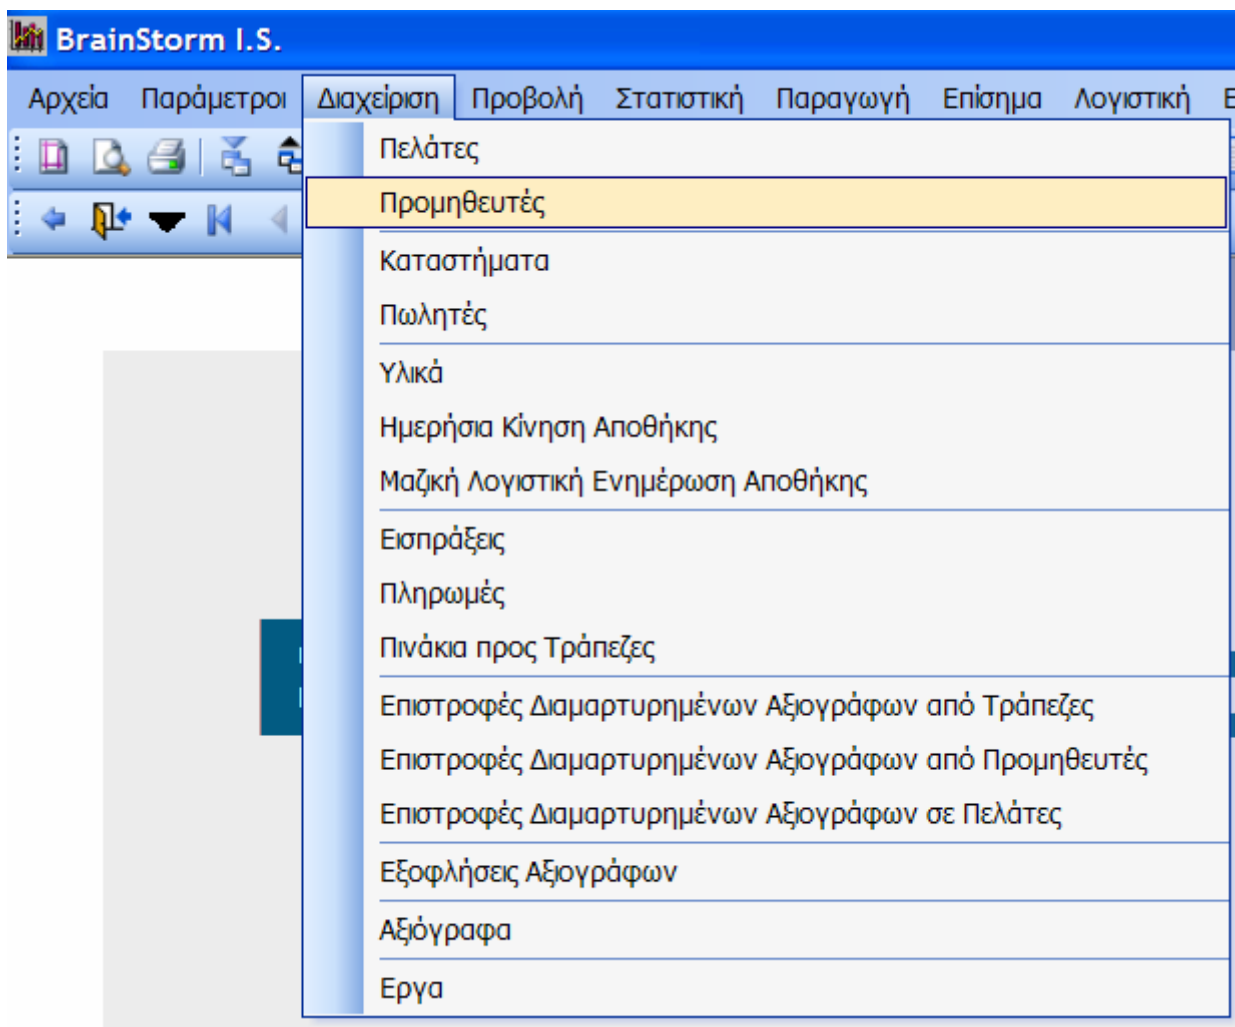 BrainStorm I.S.
Αρχεία Παράμετροι Διαχείριση Προβολή Στατιστική Παραγωγή Επίσημα Λογιστική
Πελάτες
Προμηθευτές
Καταστήματα
Πωλητές
Υλικά
Ημερήσια Κίνηση Αποθήκης
Μαζική Λογιστική Ενημέρωση Αποθήκης
Εισπράξεις
Πληρωμές
Πινάκια προς Τράπεζες
Επιστροφές Διαμαρτυρημένων Αξιογράφων από Τράπεζες
Επιστροφές Διαμαρτυρημένων Αξιογράφων από Προμηθευτές
Επιστροφές Διαμαρτυρημένων Αξιογράφων σε Πελάτες
Εξοφλήσεις Αξιογράφων
Αξιόγραφα
Εργα